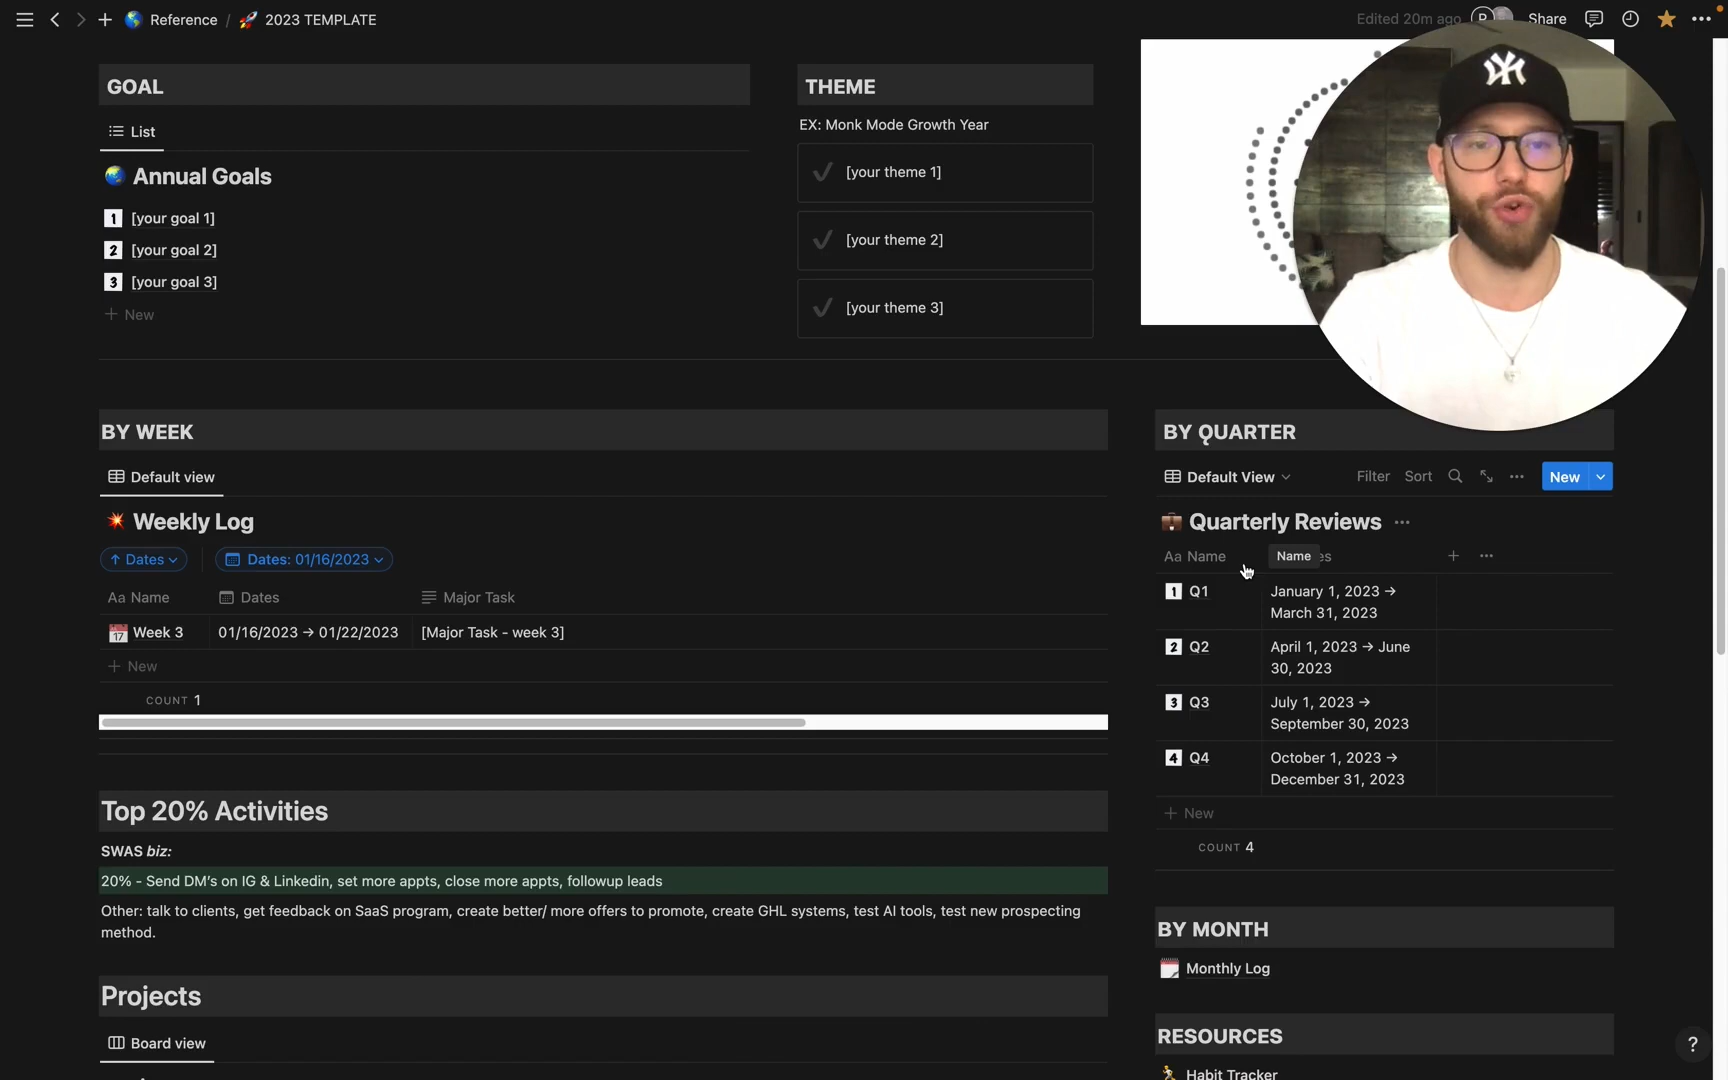 Reference / 2023 TEMPLATE
Edited 20m ago
Share
GOAL
List
Annual Goals
1 [your goal 1]
2 [your goal 2]
3 [your goal 3]
+ New
THEME
EX: Monk Mode Growth Year
[your theme 1]
[your theme 2]
[your theme 3]
BY WEEK
Default view
Weekly Log
↑ Dates
Dates: 01/16/2023
Aa Name Dates Major Task
17 Week 3 01/16/2023 → 01/22/2023 [Major Task - week 3]
+ New
COUNT 1
Top 20% Activities
SWAS biz:
20% - Send DM's on IG & Linkedin, set more appts, close more appts, followup leads
Other: talk to clients, get feedback on SaaS program, create better/ more offers to promote, create GHL systems, test AI tools, test new prospecting
method.
Projects
Board view
BY QUARTER
Default View Filter Sort New
Quarterly Reviews
Aa Name Name
1 Q1 January 1, 2023 →
March 31, 2023
2 Q2 April 1, 2023 → June
30, 2023
3 Q3 July 1, 2023 →
September 30, 2023
4 Q4 October 1, 2023 →
December 31, 2023
+ New
COUNT 4
BY MONTH
Monthly Log
RESOURCES
Habit Tracker
?